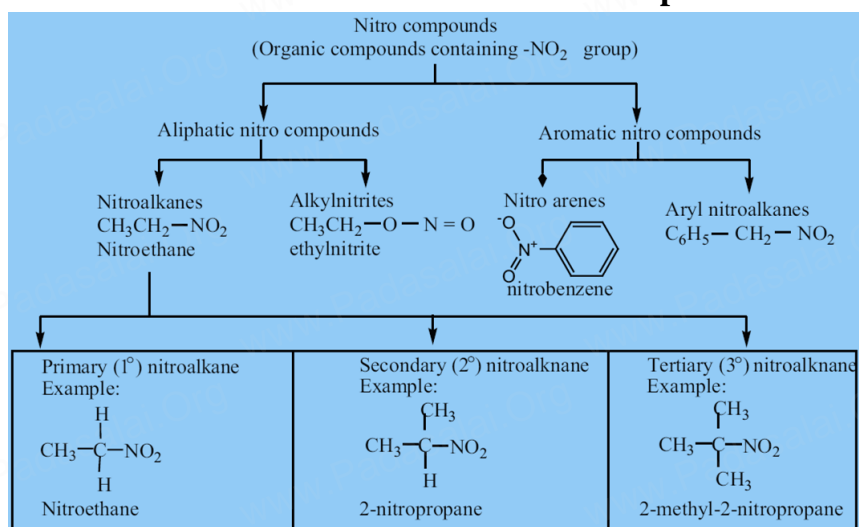 Nitro compounds
(Organic compounds containing -NO₂ group)
Aliphatic nitro compounds
Aromatic nitro compounds
Nitroalkanes
CH₃CH₂—NO₂
Nitroethane
Alkylnitrites
CH₃CH₂—O—N=O
ethylnitrite
Nitro arenes
⁻O
N⁺
O
nitrobenzene
Aryl nitroalkanes
C₆H₅—CH₂—NO₂
Primary (1°) nitroalkane
Example:
H
CH₃—C—NO₂
H
Nitroethane
Secondary (2°) nitroalknane
Example:
CH₃
CH₃—C—NO₂
H
2-nitropropane
Tertiary (3°) nitroalknane
Example:
CH₃
CH₃—C—NO₂
CH₃
2-methyl-2-nitropropane